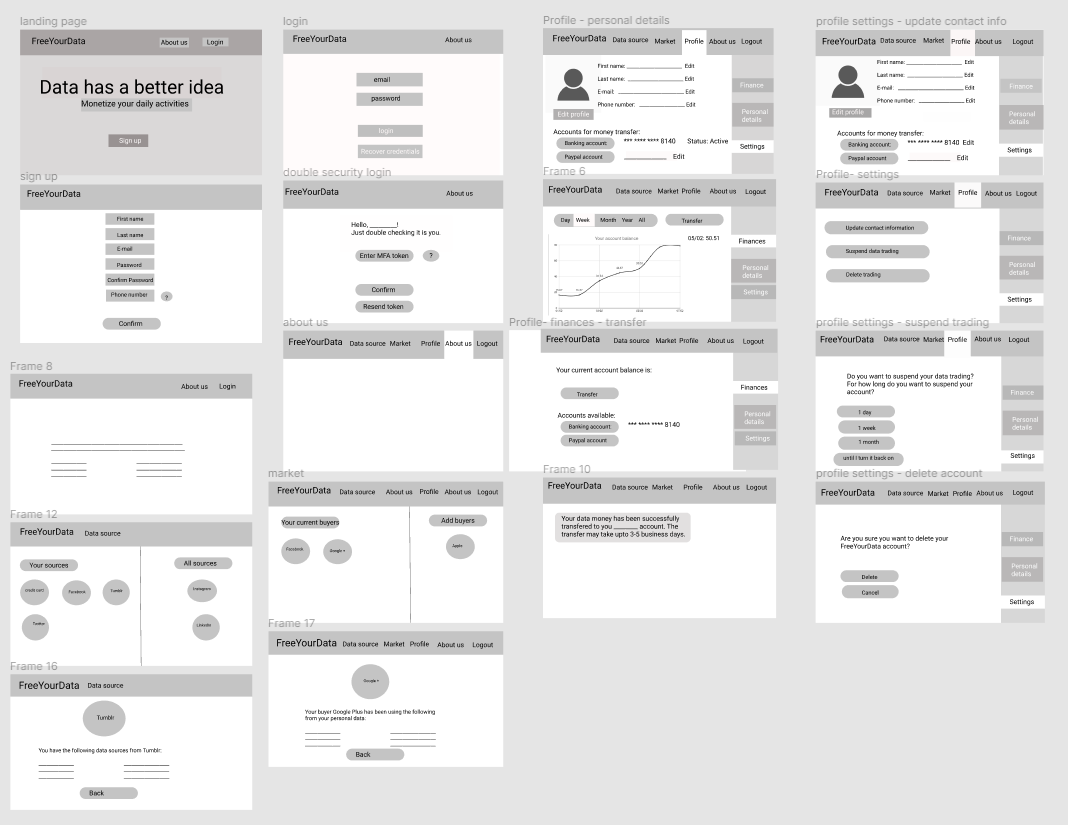 landing page
FreeYourData
About us
Login
Data has a better idea
Monetize your daily activities
Sign up
sign up
FreeYourData
First name
Last name
E-mail
Password
Confirm Password
Phone number
?
Confirm
Frame 8
FreeYourData
About us
Login
Frame 12
FreeYourData
Data source
Your sources
All sources
credit card
Facebook
Tumblr
Instagram
Twitter
LinkedIn
Frame 16
FreeYourData
Data source
Tumblr
You have the following data sources from Tumblr:
Back
login
About us
email
password
login
Recover credentials
double security login
FreeYourData
About us
Hello, ________!
Just double checking it is you.
Enter MFA token
?
Confirm
Resend token
about us
FreeYourData
Data source
Market
Profile
About us
Logout
market
FreeYourData
Data source
About us
Profile
About us
Logout
Your current buyers
Add buyers
Facebook
Google +
Apple
Frame 17
FreeYourData
Data source
Market
Profile
About us
Logout
Google +
Your buyer Google Plus has been using the following
from your personal data:
Back
Profile - personal details
FreeYourData
Data source
Market
Profile
About us
Logout
First name:
Edit
Last name:
Edit
E-mail:
Edit
Phone number:
Edit
Edit profile
Finance
Personal
details
Settings
Accounts for money transfer:
Banking account:
*** **** **** 8140
Status: Active
Paypal account
Edit
Frame 6
FreeYourData
Data source
Market
Profile
About us
Logout
Day
Week
Month
Year
All
Transfer
Your account balance
05/02: 50.51
Finances
Personal
details
Settings
Profile- finances - transfer
FreeYourData
Data source
Market
Profile
About us
Logout
Your current account balance is:
Transfer
Accounts available:
Banking account:
*** **** **** 8140
Paypal account
Finances
Personal
details
Settings
Frame 10
FreeYourData
Data source
Market
Profile
About us
Logout
Your data money has been successfully
transfered to you _______ account. The
transfer may take upto 3-5 business days.
profile settings - update contact info
FreeYourData
Data source
Market
Profile
About us
Logout
First name:
Edit
Last name:
Edit
E-mail:
Edit
Phone number:
Edit
Edit profile
Finance
Personal
details
Settings
Accounts for money transfer:
Banking account:
*** **** **** 8140
Edit
Paypal account
Edit
Profile- settings
FreeYourData
Data source
Market
Profile
About us
Logout
Update contact information
Suspend data trading
Delete trading
Finance
Personal
details
Settings
profile settings - suspend trading
FreeYourData
Data source
Market
Profile
About us
Logout
Do you want to suspend your data trading?
For how long do you want to suspend your
account?
1 day
1 week
1 month
until I turn it back on
Finance
Personal
details
Settings
profile settings - delete account
FreeYourData
Data source
Market
Profile
About us
Logout
Are you sure you want to delete your
FreeYourData account?
Delete
Cancel
Finance
Personal
details
Settings